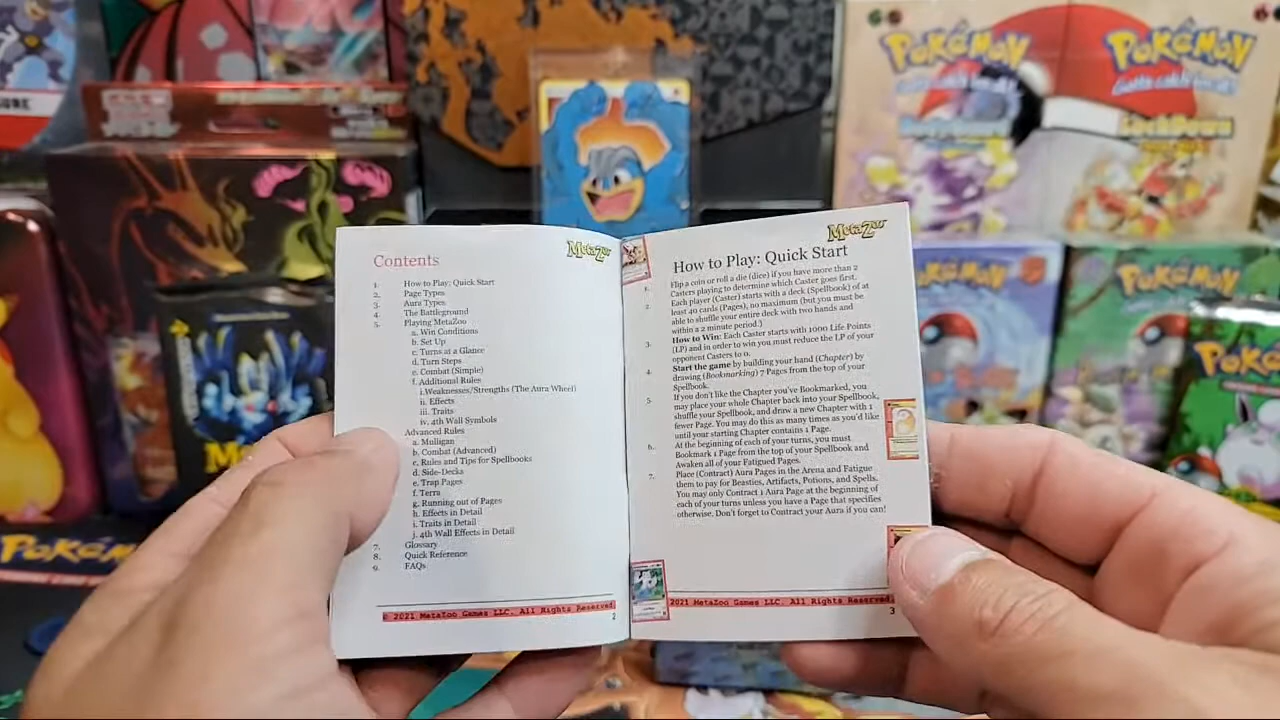 GURE
POKéMON
POKéMON
LockDown
POKéMON
POKéMON
POKéMON
POKéMON
Contents
MetaZoo
1. How to Play: Quick Start
2. Page Types
3. Aura Types
4. The Battleground
5. Playing MetaZoo
a. Win Conditions
b. Set Up
c. Turns at a Glance
d. Turn Steps
e. Combat (Simple)
f. Additional Rules
i.Weaknesses/Strengths (The Aura Wheel)
ii. Effects
iii. Traits
iv. 4th Wall Symbols
Advanced Rules
a. Mulligan
b. Combat (Advanced)
c. Rules and Tips for Spellbooks
d. Side-Decks
e. Trap Pages
f. Terra
g. Running out of Pages
h. Effects in Detail
i. Traits in Detail
j. 4th Wall Effects in Detail
7. Glossary
8. Quick Reference
9. FAQs
© 2021 MetaZoo Games LLC. All Rights Reserved
2
MetaZoo
How to Play: Quick Start
1. Flip a coin or roll a die (dice) if you have more than 2
Casters playing to determine which Caster goes first.
2. Each player (Caster) starts with a deck (Spellbook) of at
least 40 cards (Pages), no maximum (but you must be
able to shuffle your entire deck with two hands and
within a 2 minute period.)
3. How to Win: Each Caster starts with 1000 Life Points
(LP) and in order to win you must reduce the LP of your
opponent Casters to 0.
4. Start the game by building your hand (Chapter) by
drawing (Bookmarking) 7 Pages from the top of your
Spellbook.
5. If you don't like the Chapter you've Bookmarked, you
may place your whole Chapter back into your Spellbook,
shuffle your Spellbook, and draw a new Chapter with 1
fewer Page. You may do this as many times as you'd like
until your starting Chapter contains 1 Page.
6. At the beginning of each of your turns, you must
Bookmark 1 Page from the top of your Spellbook and
Awaken all of your Fatigued Pages.
7. Place (Contract) Aura Pages in the Arena and Fatigue
them to pay for Beasties, Artifacts, Potions, and Spells.
You may only Contract 1 Aura Page at the beginning of
each of your turns unless you have a Page that specifies
otherwise. Don't forget to Contract your Aura if you can!
2021 MetaZoo Games LLC. All Rights Reserved.
3